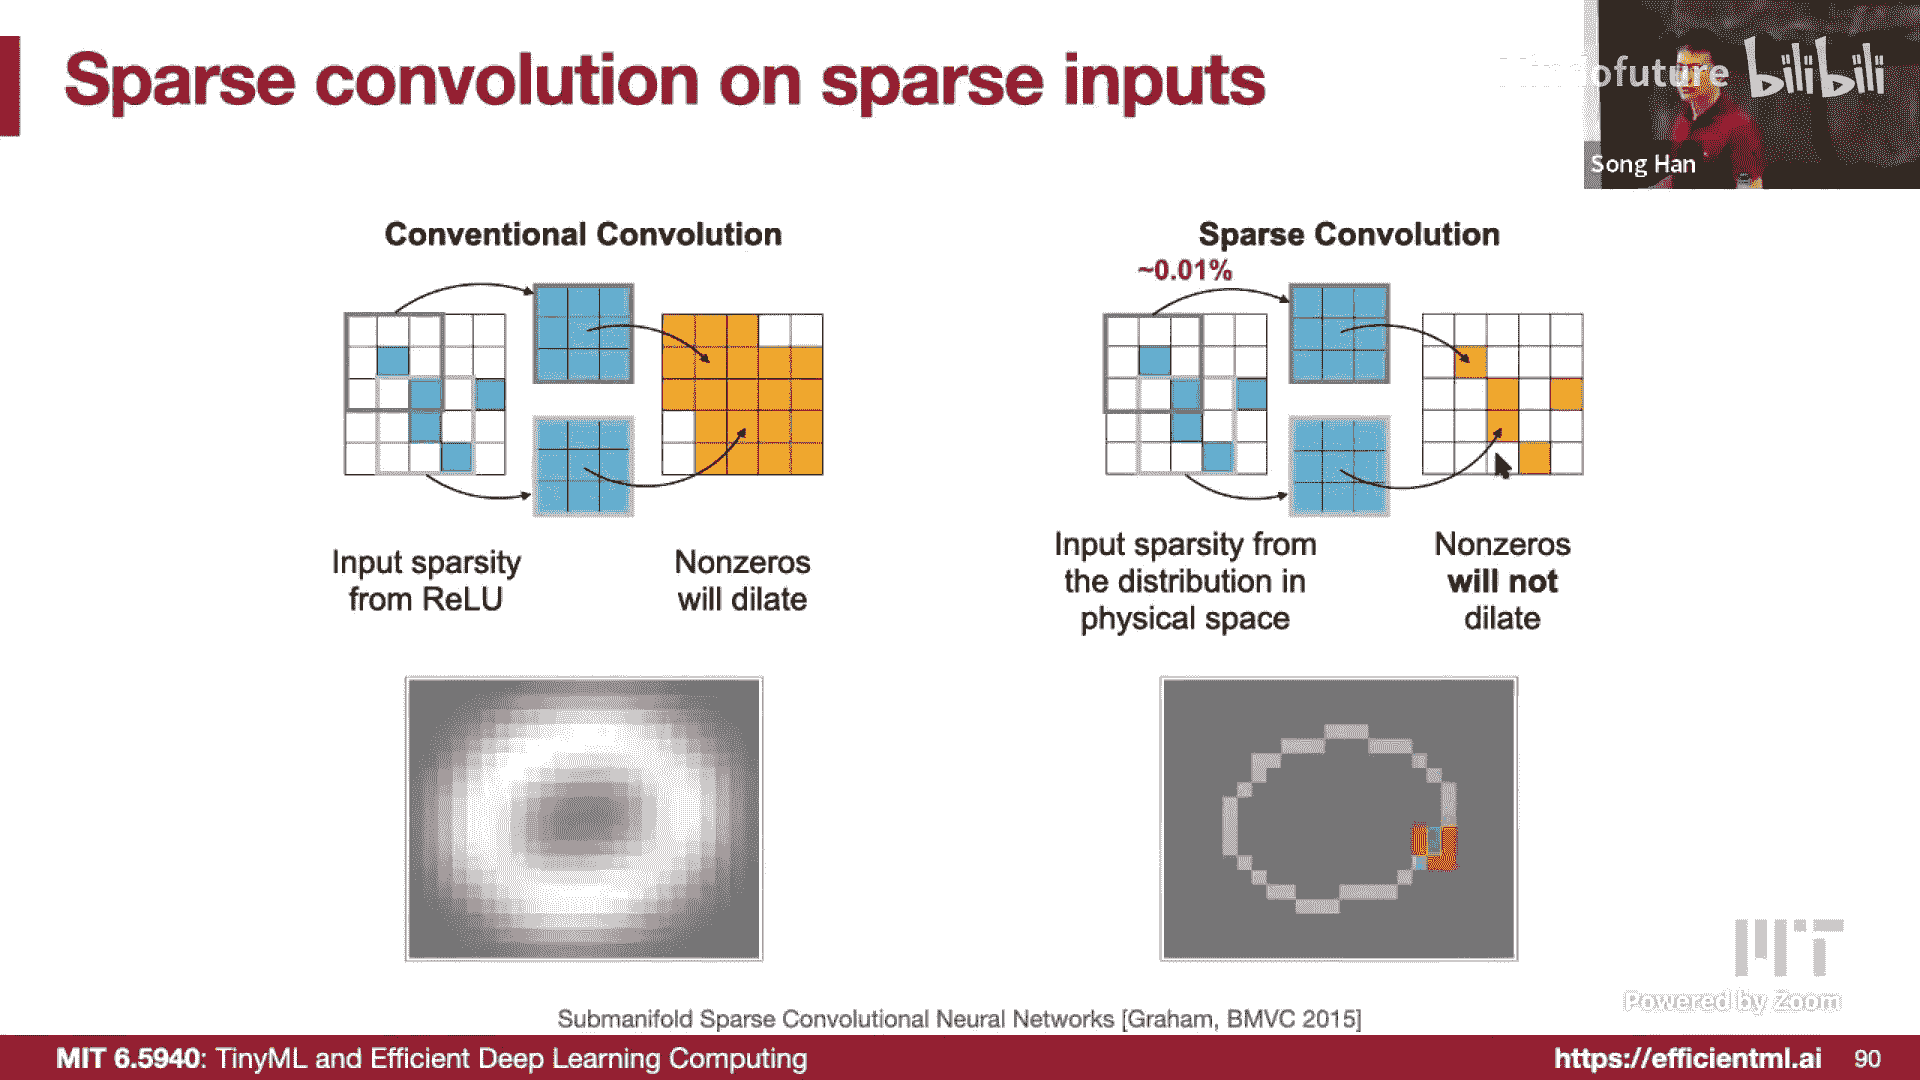 Sparse convolution on sparse inputs
ofuture
bilibili
Song Han
Conventional Convolution
Sparse Convolution
~0.01%
Input sparsity
from ReLU
Nonzeros
will dilate
Input sparsity from
the distribution in
physical space
Nonzeros
will not
dilate
MIT
Powered by Zoom
Submanifold Sparse Convolutional Neural Networks [Graham, BMVC 2015]
MIT 6.5940: TinyML and Efficient Deep Learning Computing
https://efficientml.ai
90